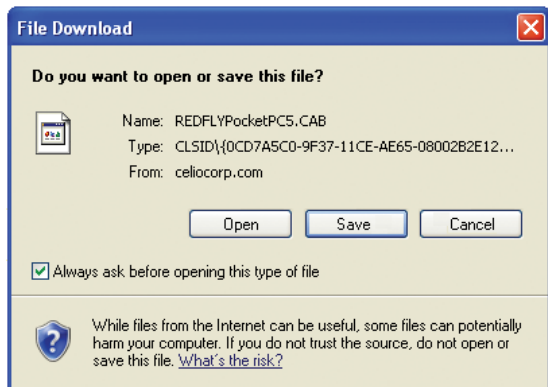 File Download
Do you want to open or save this file?
Name: REDFLYPocketPC5.CAB
Type: CLSID\{0CD7A5C0-9F37-11CE-AE65-08002B2E12...
From: celiocorp.com
Open Save Cancel
Always ask before opening this type of file
While files from the Internet can be useful, some files can potentially
harm your computer. If you do not trust the source, do not open or
save this file. What's the risk?